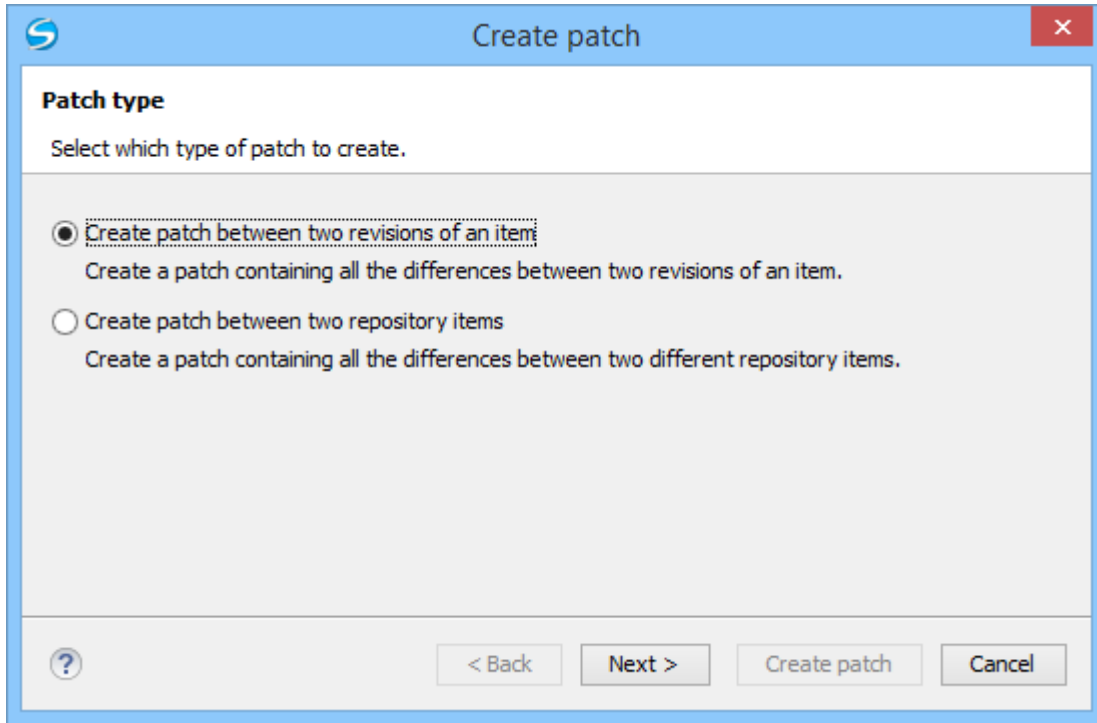 Create patch
Patch type
Select which type of patch to create.
Create patch between two revisions of an item
Create a patch containing all the differences between two revisions of an item.
Create patch between two repository items
Create a patch containing all the differences between two different repository items.
? < Back Next > Create patch Cancel